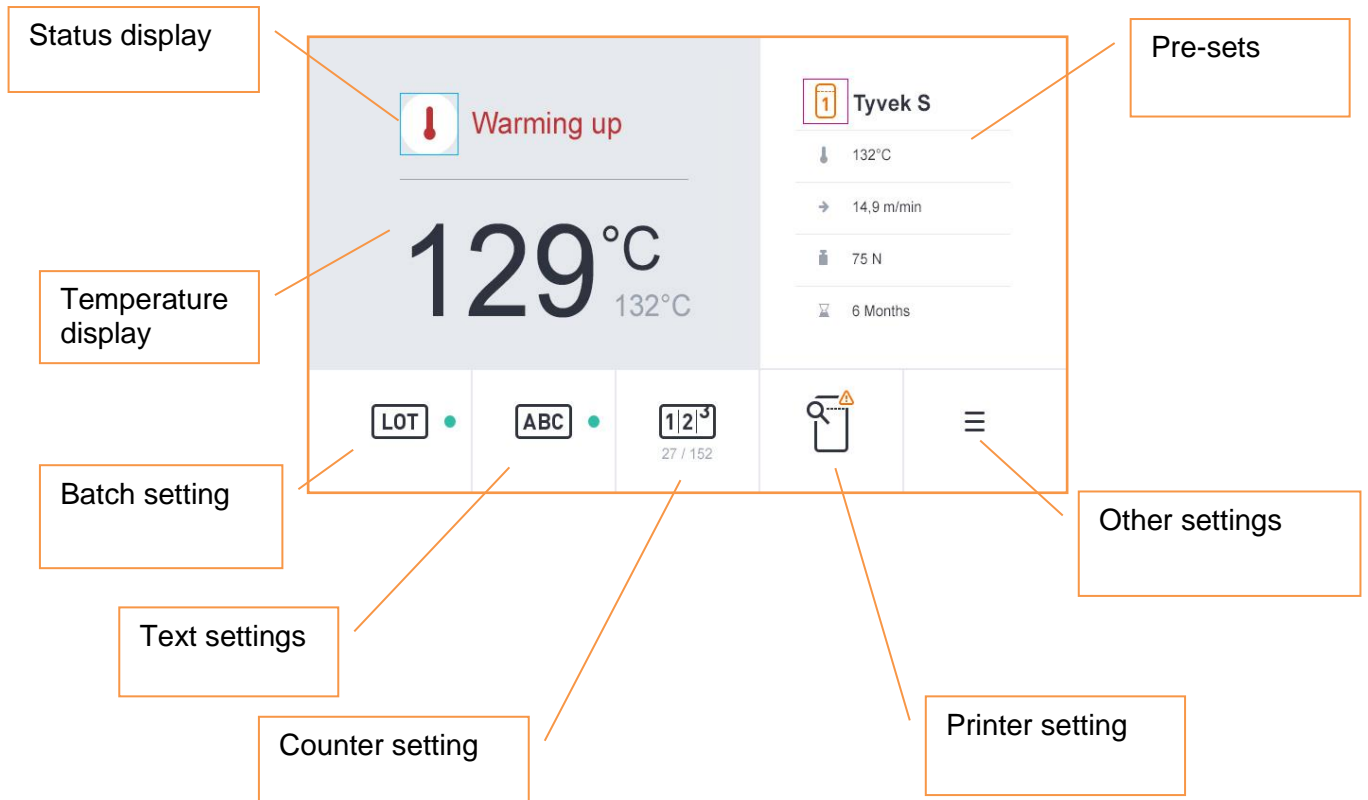 Status display
Pre-sets
Warming up
1 Tyvek S
132°C
14,9 m/min
75 N
6 Months
129°C
132°C
Temperature
display
LOT
ABC
1 2 3
27 / 152
Batch setting
Other settings
Text settings
Counter setting
Printer setting